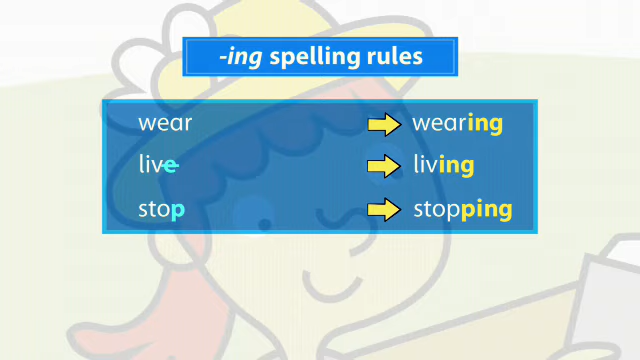 -ing spelling rules
wear wearing
live living
stop stopping